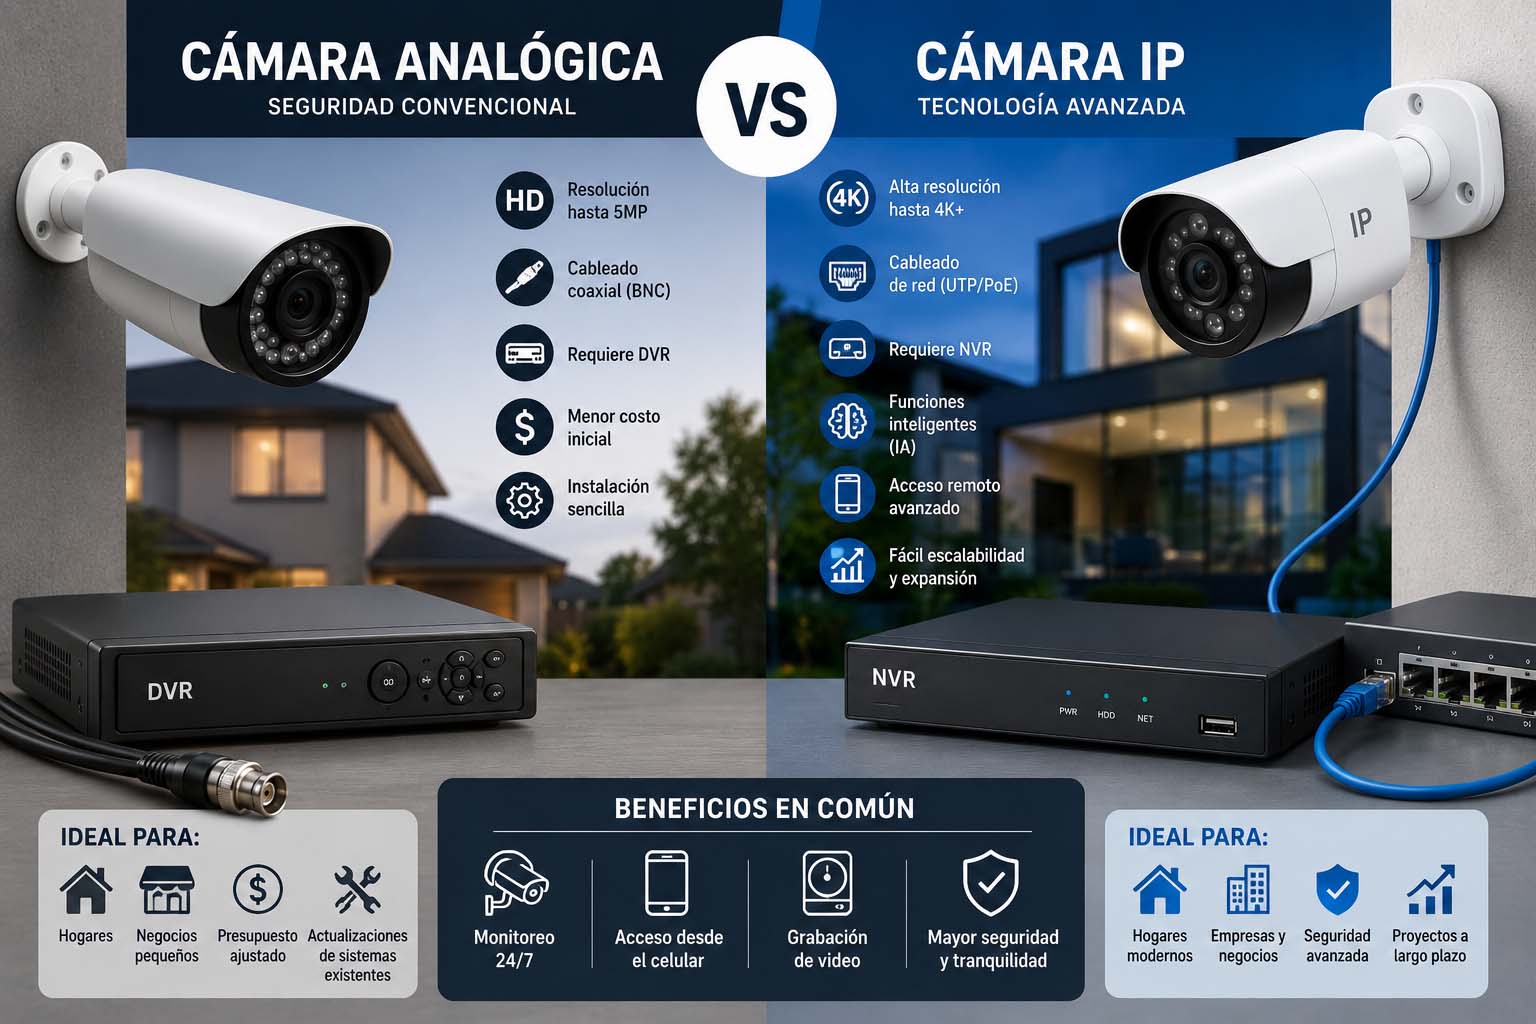 CÁMARA ANALÓGICA
SEGURIDAD CONVENCIONAL
VS
CÁMARA IP
TECNOLOGÍA AVANZADA
HD
Resolución
hasta 5MP
Cableado
coaxial (BNC)
Requiere DVR
$
Menor costo
inicial
Instalación
sencilla
4K
Alta resolución
hasta 4K+
Cableado
de red (UTP/PoE)
Requiere NVR
Funciones
inteligentes
(IA)
Acceso remoto
avanzado
Fácil escalabilidad
y expansión
IP
DVR
NVR
PWR
HDD
NET
IDEAL PARA:
Hogares
Negocios
pequeños
$
Presupuesto
ajustado
Actualizaciones
de sistemas
existentes
BENEFICIOS EN COMÚN
Monitoreo
24/7
Acceso desde
el celular
Grabación
de video
Mayor seguridad
y tranquilidad
IDEAL PARA:
Hogares
modernos
Empresas y
negocios
Seguridad
avanzada
Proyectos a
largo plazo